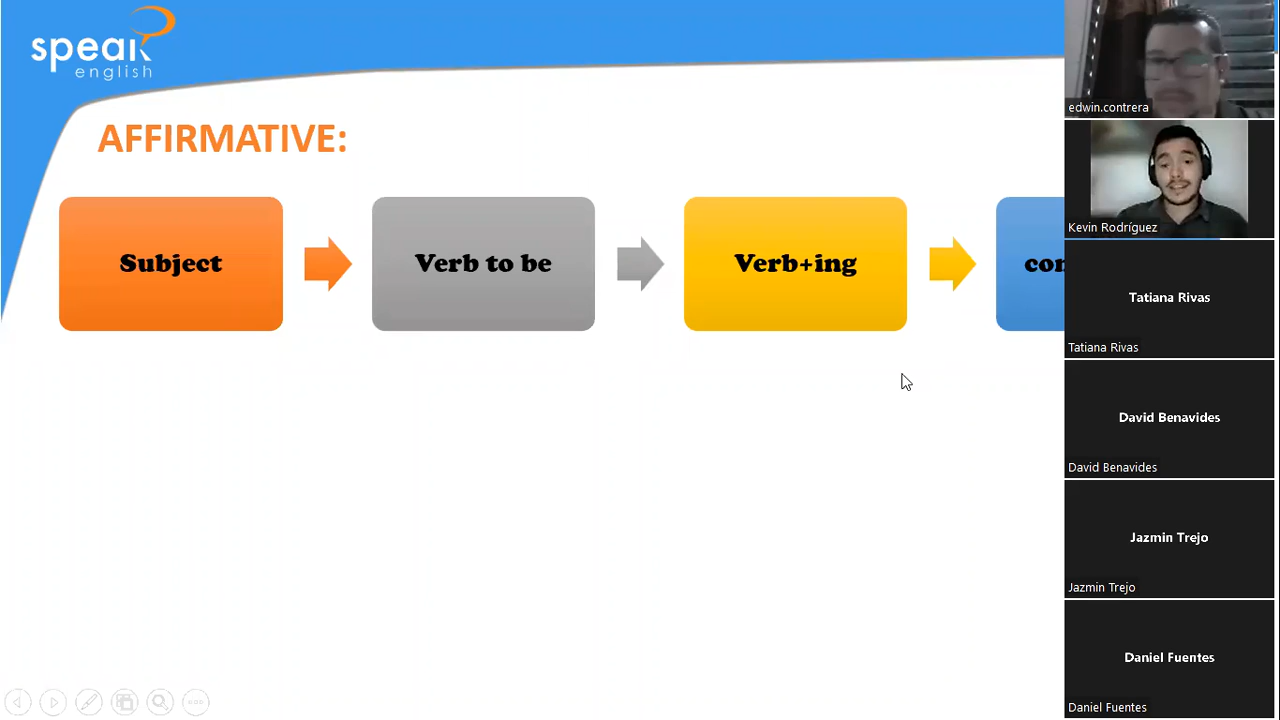 speak
english
AFFIRMATIVE:
Subject
Verb to be
Verb+ing
edwin.contrera
Kevin Rodríguez
Tatiana Rivas
Tatiana Rivas
David Benavides
David Benavides
Jazmin Trejo
Jazmin Trejo
Daniel Fuentes
Daniel Fuentes